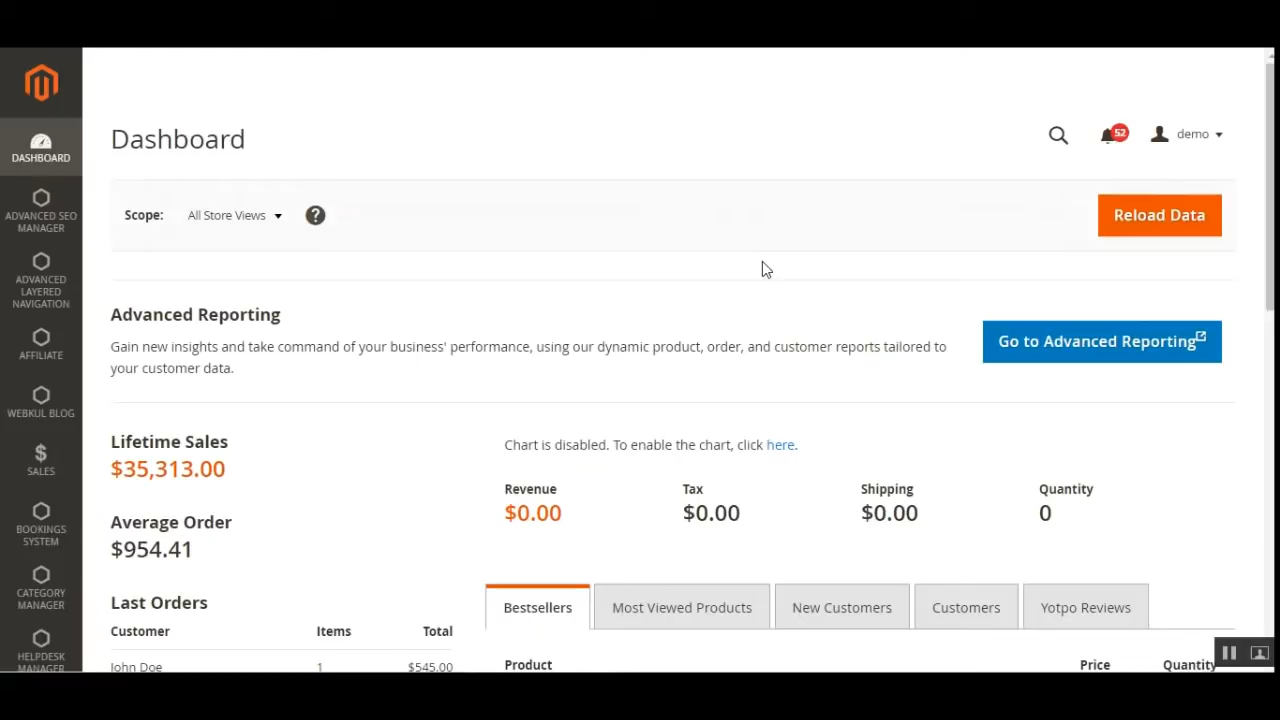 Dashboard
52
demo
DASHBOARD
ADVANCED SEO
MANAGER
ADVANCED
LAYERED
NAVIGATION
AFFILIATE
WEBKUL BLOG
$
SALES
BOOKINGS
SYSTEM
CATEGORY
MANAGER
HELPDESK
MANAGER
Scope: All Store Views ?
Reload Data
Advanced Reporting
Gain new insights and take command of your business' performance, using our dynamic product, order, and customer reports tailored to
your customer data.
Go to Advanced Reporting
Lifetime Sales
$35,313.00
Average Order
$954.41
Last Orders
Customer Items Total
John Doe 1 $545.00
Chart is disabled. To enable the chart, click here.
Revenue Tax Shipping Quantity
$0.00 $0.00 $0.00 0
Bestsellers Most Viewed Products New Customers Customers Yotpo Reviews
Product Price Quantity